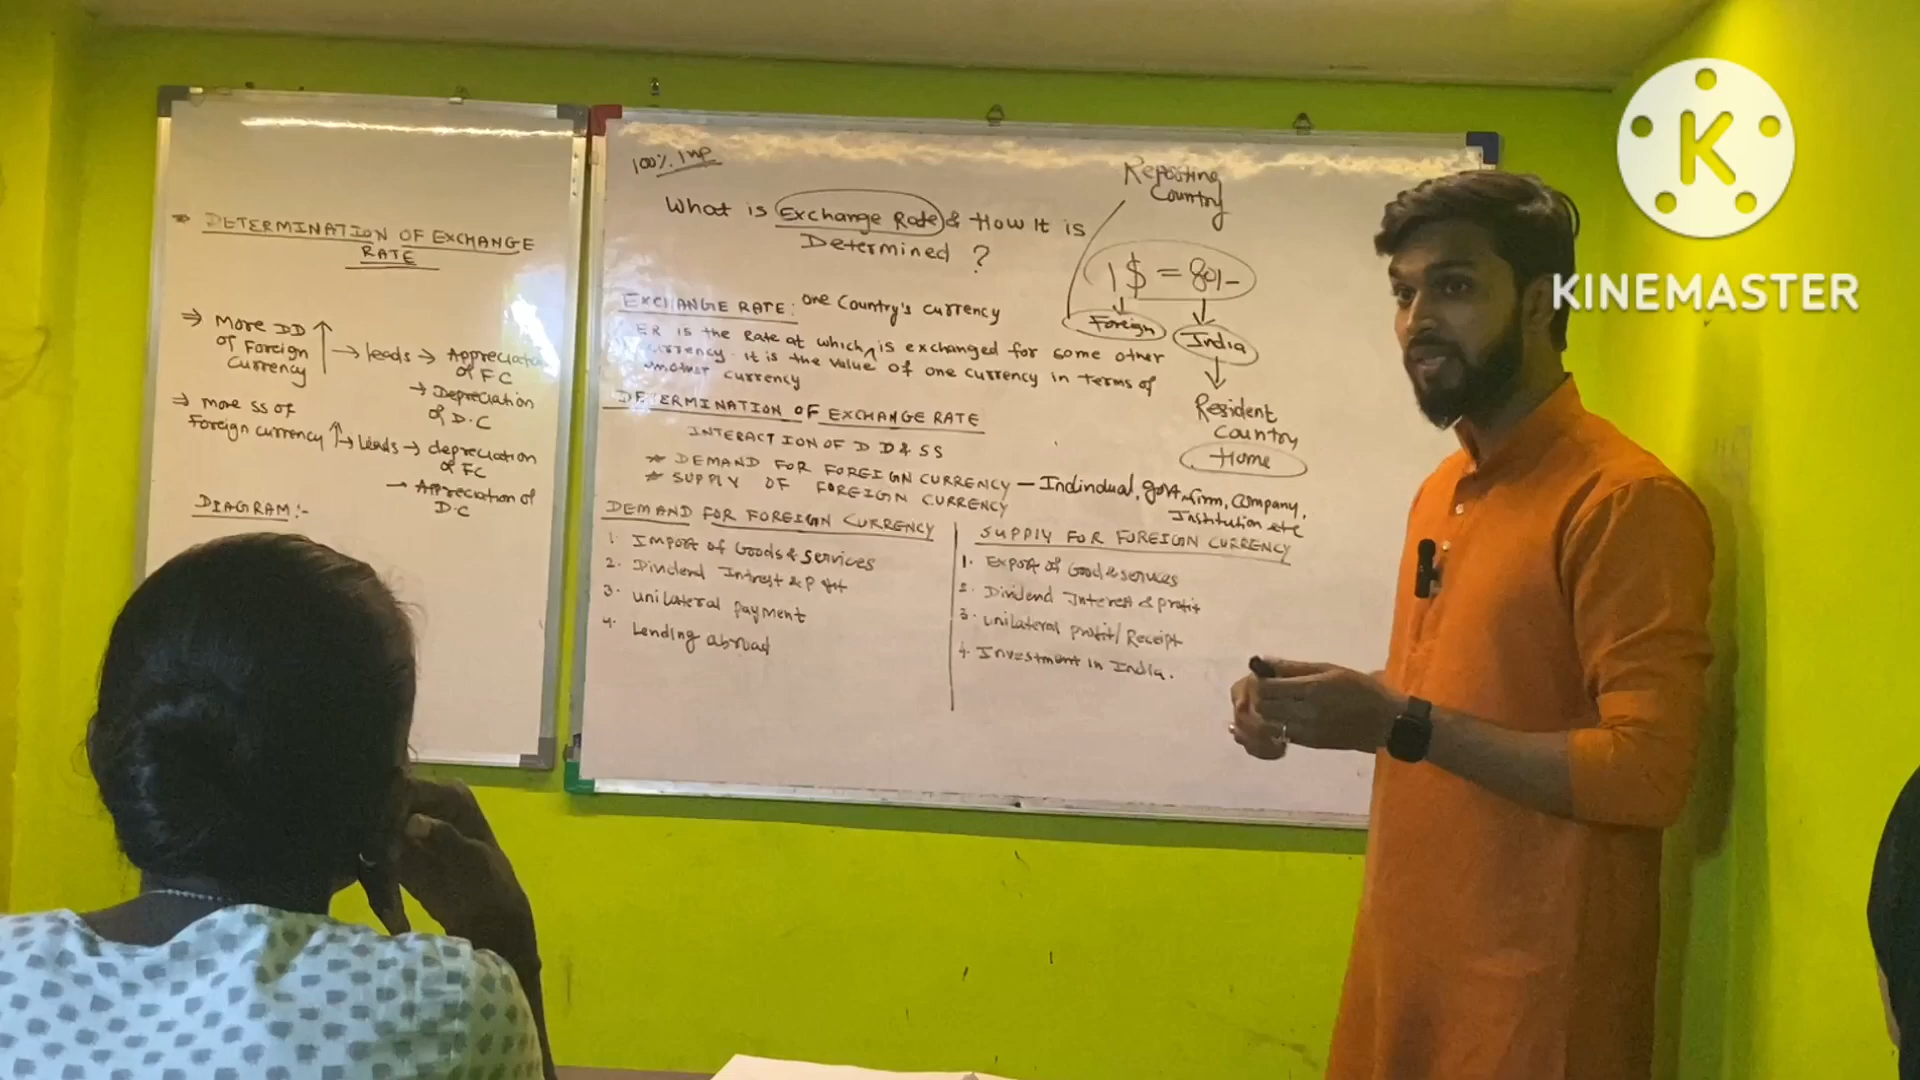 DETERMINATION OF EXCHANGE
RATE
⇒ More DD
of Foreign
Currency
→ leads → Appreciation
of FC
→ Depreciation
of D.C
⇒ more SS of
Foreign currency → leads → depreciation
of FC
→ Appreciation of
D.C
DIAGRAM:-
100% Imp
What is Exchange Rate & How It is
Determined ?
Reporting
Country
1$ = 80/-
Foreign
India
Resident
Country
Home
EXCHANGE RATE: one Country's currency
ER is the Rate at which is exchanged for some other
currency. it is the value of one currency in terms of
currency
DETERMINATION OF EXCHANGE RATE
INTERACTION OF DD & SS
* DEMAND FOR FOREIGN CURRENCY — Indindual, govt, firm, Company,
Institution etc
* SUPPLY OF FOREIGN CURRENCY
DEMAND FOR FOREIGN CURRENCY
1. Import of Goods & services
2. Dividend Intrest & P fit
3. unilateral payment
4. Lending abroad
SUPPLY FOR FOREIGN CURRENCY
1. Export of Good & services
2. Dividend Interest & profit
3. unilateral profit/Receipt
4. Investment in India.
K
KINEMASTER